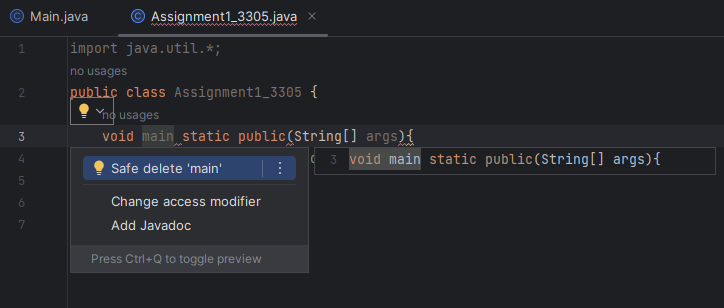 Main.java
Assignment1_3305.java
1 import java.util.*;
no usages
2 public class Assignment1_3305 {
no usages
3 void main static public(String[] args){
4
5
6
7
Safe delete 'main'
Change access modifier
Add Javadoc
Press Ctrl+Q to toggle preview
3 void main static public(String[] args){